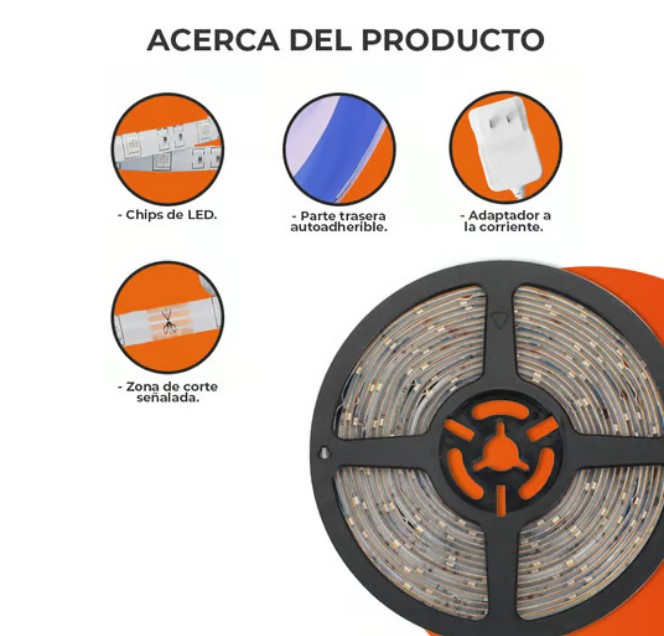 ACERCA DEL PRODUCTO
- Chips de LED.
- Parte trasera
autoadherible.
- Adaptador a
la corriente.
- Zona de corte
señalada.